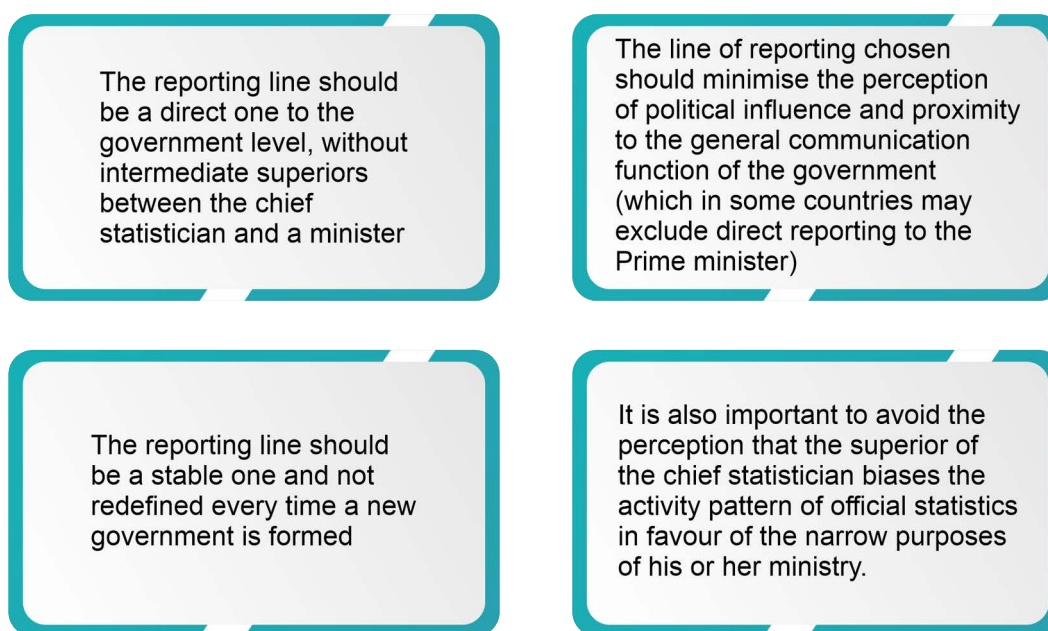 The reporting line should
be a direct one to the
government level, without
intermediate superiors
between the chief
statistician and a minister
The line of reporting chosen
should minimise the perception
of political influence and proximity
to the general communication
function of the government
(which in some countries may
exclude direct reporting to the
Prime minister)
The reporting line should
be a stable one and not
redefined every time a new
government is formed
It is also important to avoid the
perception that the superior of
the chief statistician biases the
activity pattern of official statistics
in favour of the narrow purposes
of his or her ministry.